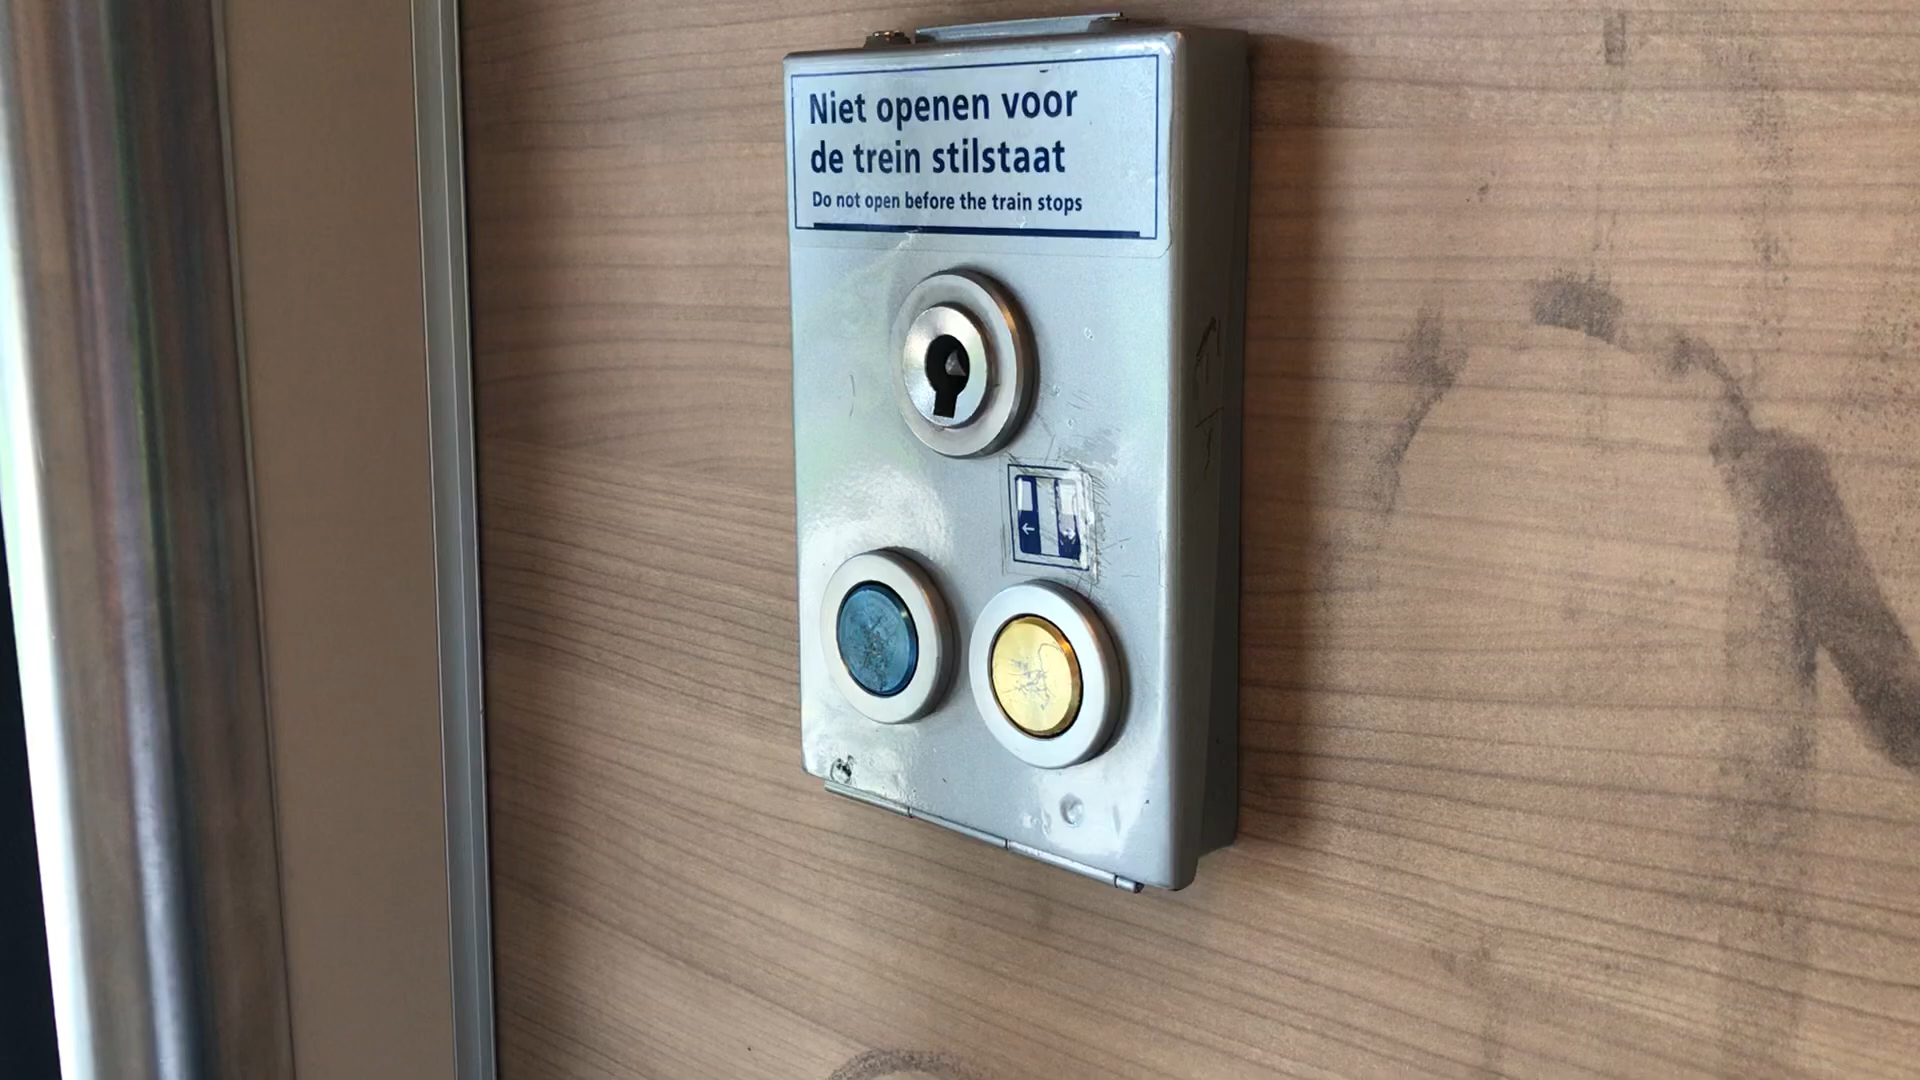 Niet openen voor
de trein stilstaat
Do not open before the train stops